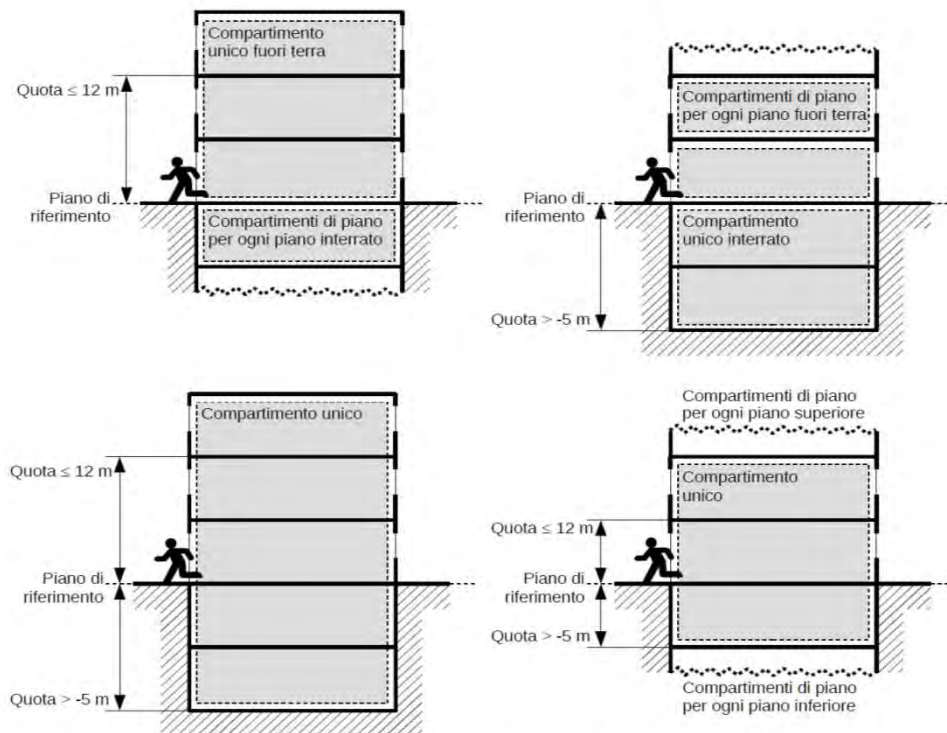 Compartimento
unico fuori terra
Quota ≤ 12 m
Piano di
riferimento
Compartimenti di piano
per ogni piano interrato
Compartimenti di piano
per ogni piano fuori terra
Piano di
riferimento
Compartimento
unico interrato
Quota > -5 m
Compartimento unico
Quota ≤ 12 m
Piano di
riferimento
Quota > -5 m
Compartimenti di piano
per ogni piano superiore
Compartimento
unico
Quota ≤ 12 m
Piano di
riferimento
Quota > -5 m
Compartimenti di piano
per ogni piano inferiore